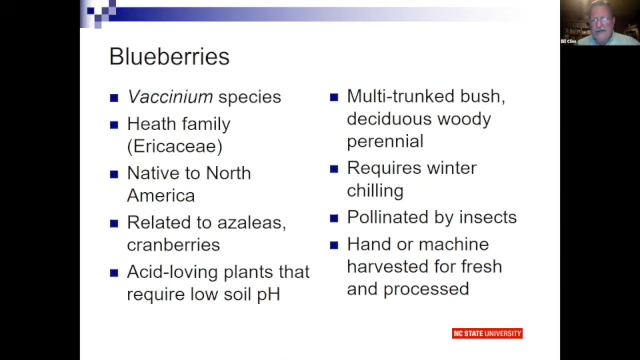 Blueberries
Vaccinium species
Heath family
(Ericaceae)
Native to North
America
Related to azaleas,
cranberries
Acid-loving plants that
require low soil pH
Multi-trunked bush,
deciduous woody
perennial
Requires winter
chilling
Pollinated by insects
Hand or machine
harvested for fresh
and processed
NC STATE UNIVERSITY
Bill Cline